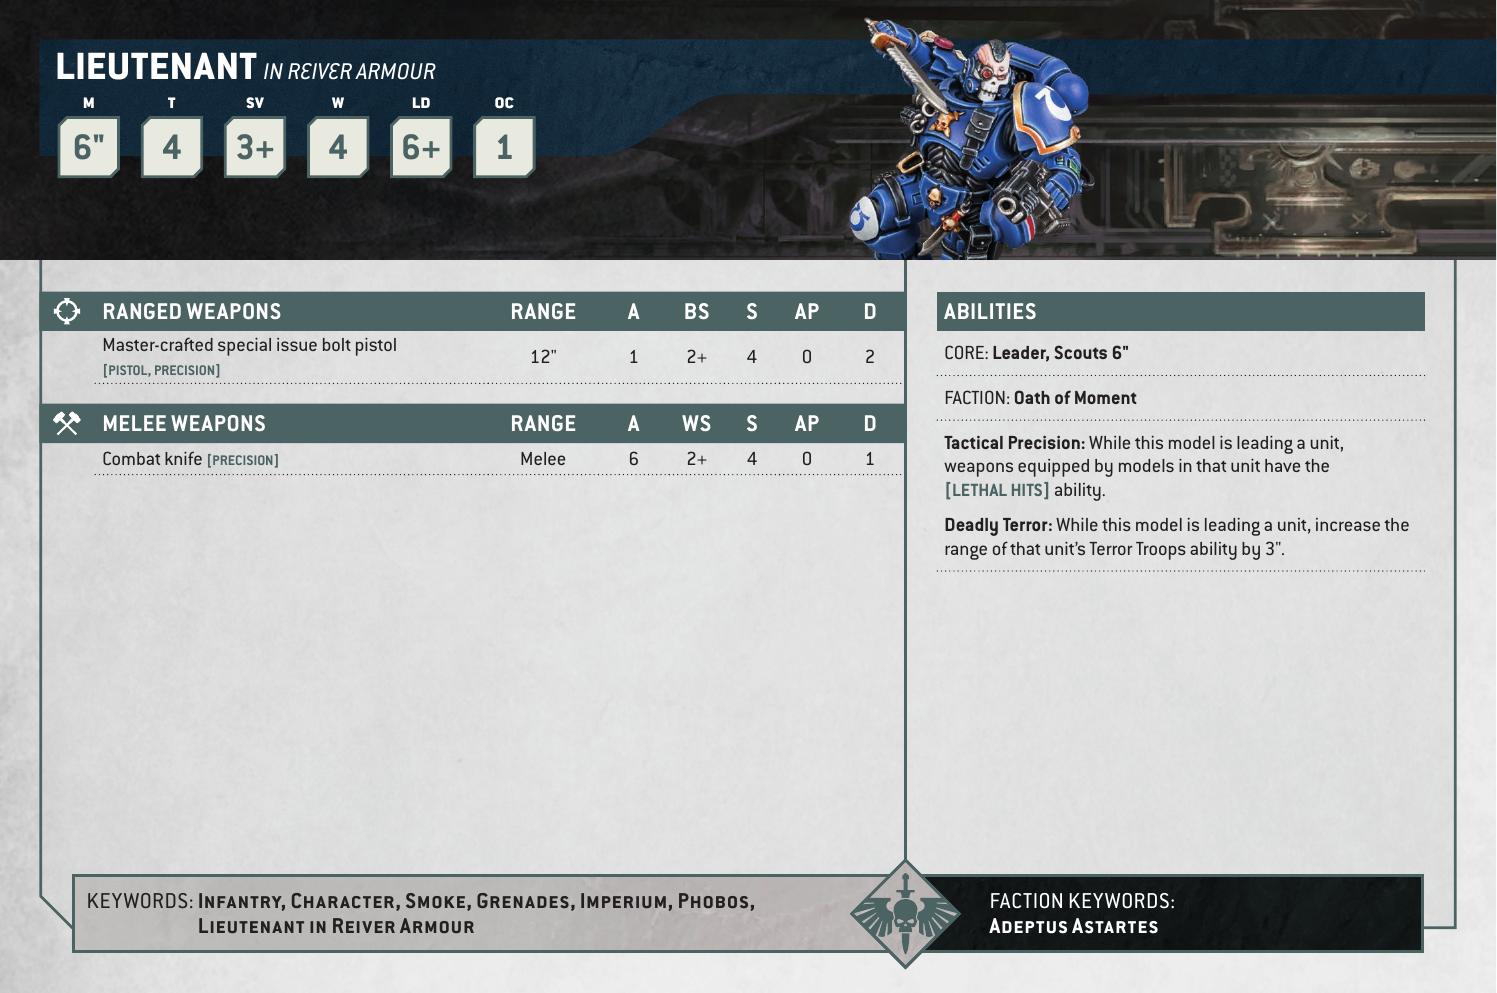 LIEUTENANT IN REIVER ARMOUR
M T SV W LD OC
6" 4 3+ 4 6+ 1
RANGED WEAPONS RANGE A BS S AP D
Master-crafted special issue bolt pistol
[PISTOL, PRECISION] 12" 1 2+ 4 0 2
MELEE WEAPONS RANGE A WS S AP D
Combat knife [PRECISION] Melee 6 2+ 4 0 1
ABILITIES
CORE: Leader, Scouts 6"
FACTION: Oath of Moment
Tactical Precision: While this model is leading a unit,
weapons equipped by models in that unit have the
[LETHAL HITS] ability.
Deadly Terror: While this model is leading a unit, increase the
range of that unit's Terror Troops ability by 3".
KEYWORDS: INFANTRY, CHARACTER, SMOKE, GRENADES, IMPERIUM, PHOBOS,
LIEUTENANT IN REIVER ARMOUR
FACTION KEYWORDS:
ADEPTUS ASTARTES